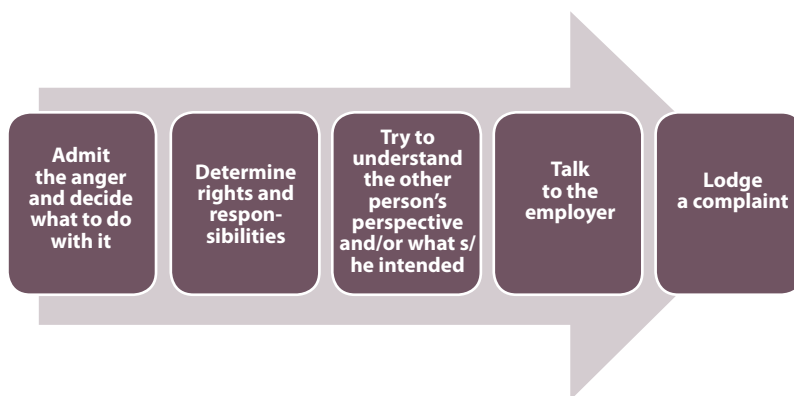 Admit
the anger
and decide
what to do
with it
Determine
rights and
respon-
sibilities
Try to
understand
the other
person’s
perspective
and/or what s/
he intended
Talk
to the
employer
Lodge
a complaint